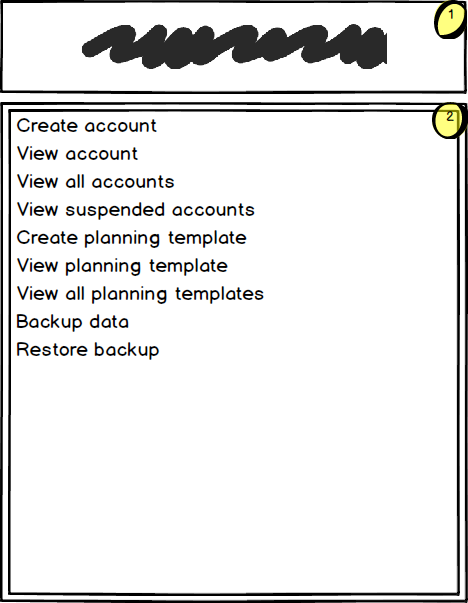 1
2
Create account
View account
View all accounts
View suspended accounts
Create planning template
View planning template
View all planning templates
Backup data
Restore backup